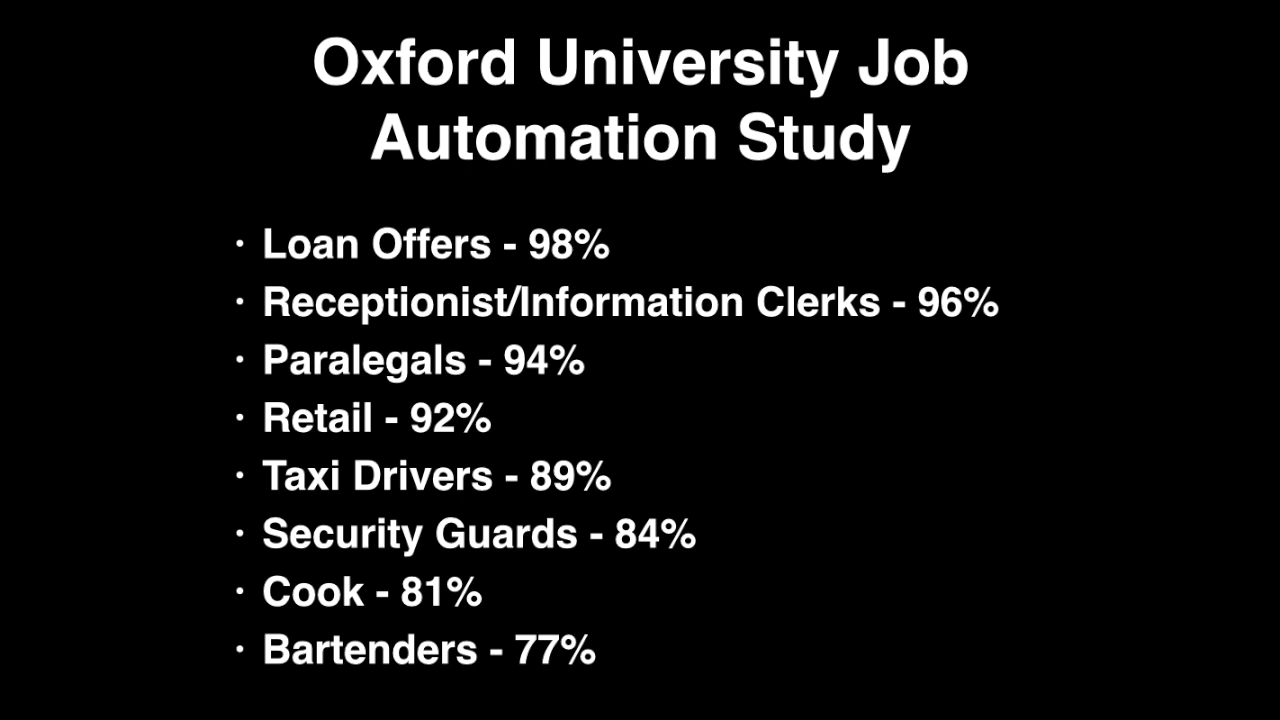 Oxford University Job
Automation Study
· Loan Offers - 98%
· Receptionist/Information Clerks - 96%
· Paralegals - 94%
· Retail - 92%
· Taxi Drivers - 89%
· Security Guards - 84%
· Cook - 81%
· Bartenders - 77%